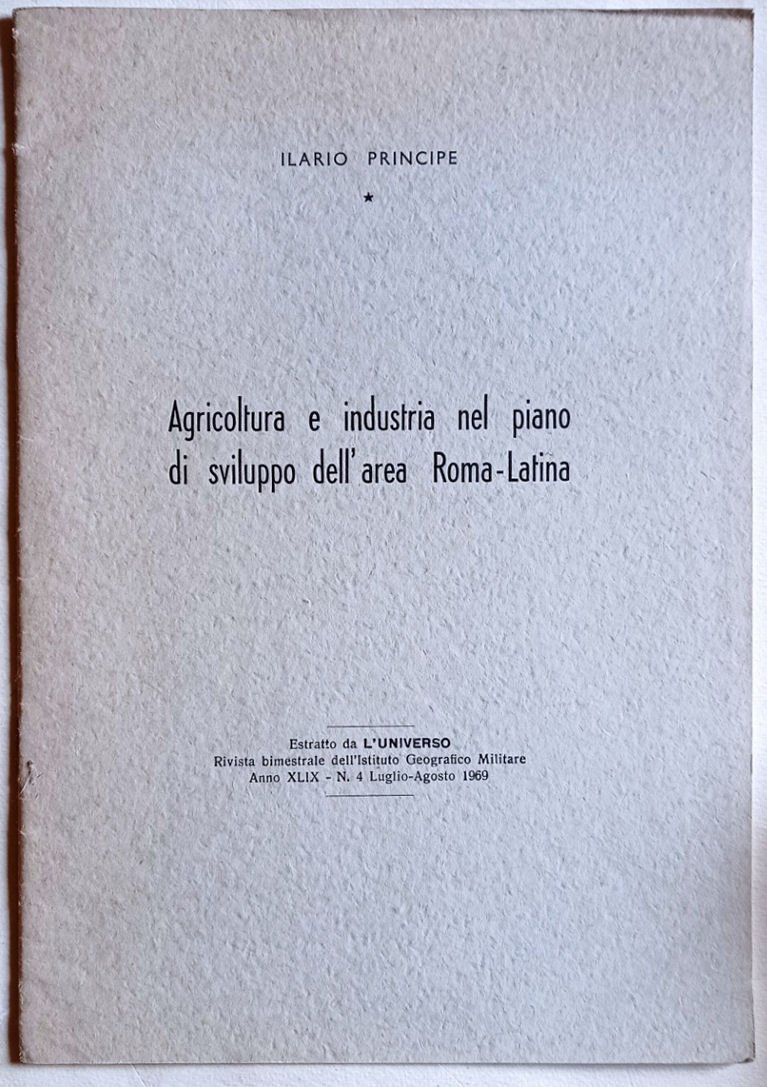 ILARIO PRINCIPE
★
Agricoltura e industria nel piano
di sviluppo dell'area Roma-Latina
Estratto da L'UNIVERSO
Rivista bimestrale dell'Istituto Geografico Militare
Anno XLIX - N. 4 Luglio-Agosto 1969